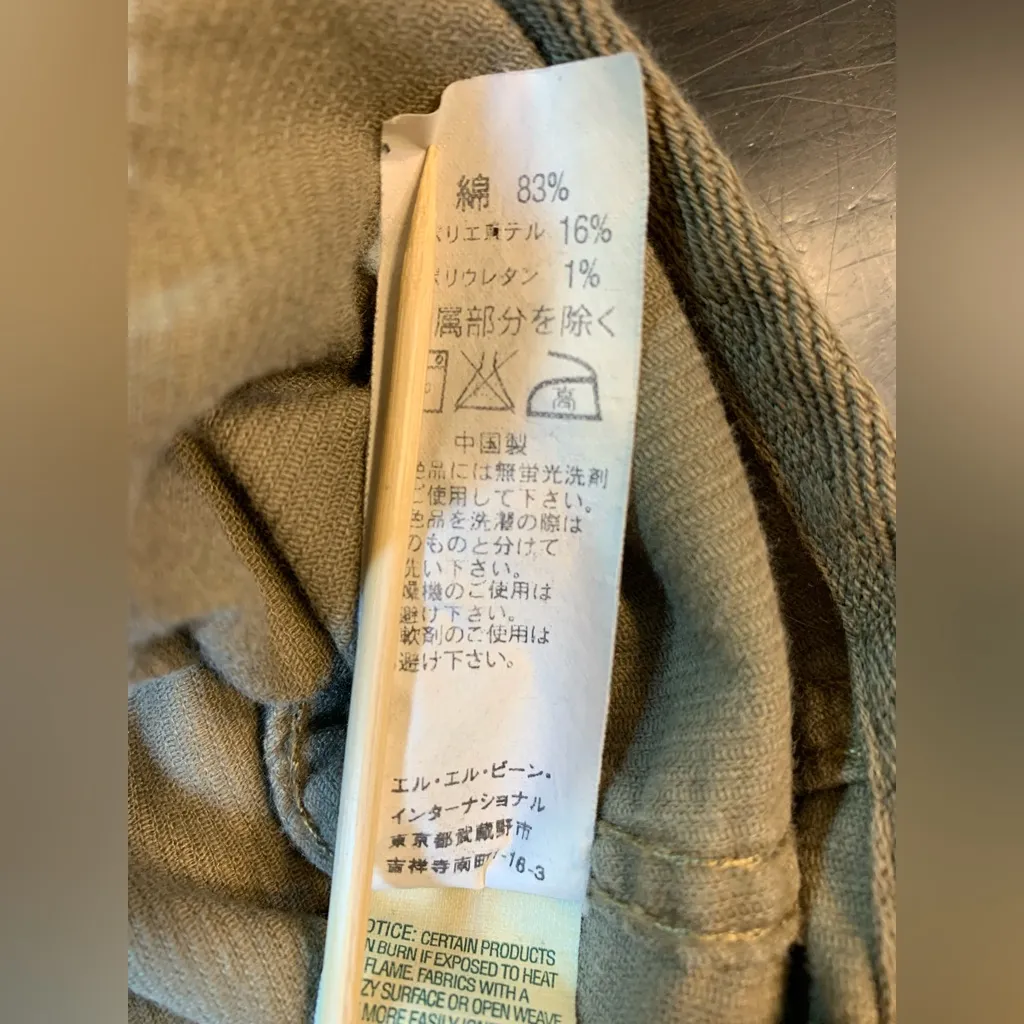 綿 83%
リエステル 16%
リウレタン 1%
属部分を除く
高
中国製
色品には無蛍光洗剤
ご使用して下さい。
色品を洗濯の際は
のものと分けて
洗い下さい。
燥機のご使用は
避け下さい。
軟剤のご使用は
避け下さい。
エル・エル・ビーン・
インターナショナル
東京都武蔵野市
吉祥寺南町 -16-3
OTICE: CERTAIN PRODUCTS
N BURN IF EXPOSED TO HEAT
FLAME. FABRICS WITH A
ZY SURFACE OR OPEN WEAVE
MORE EASILY